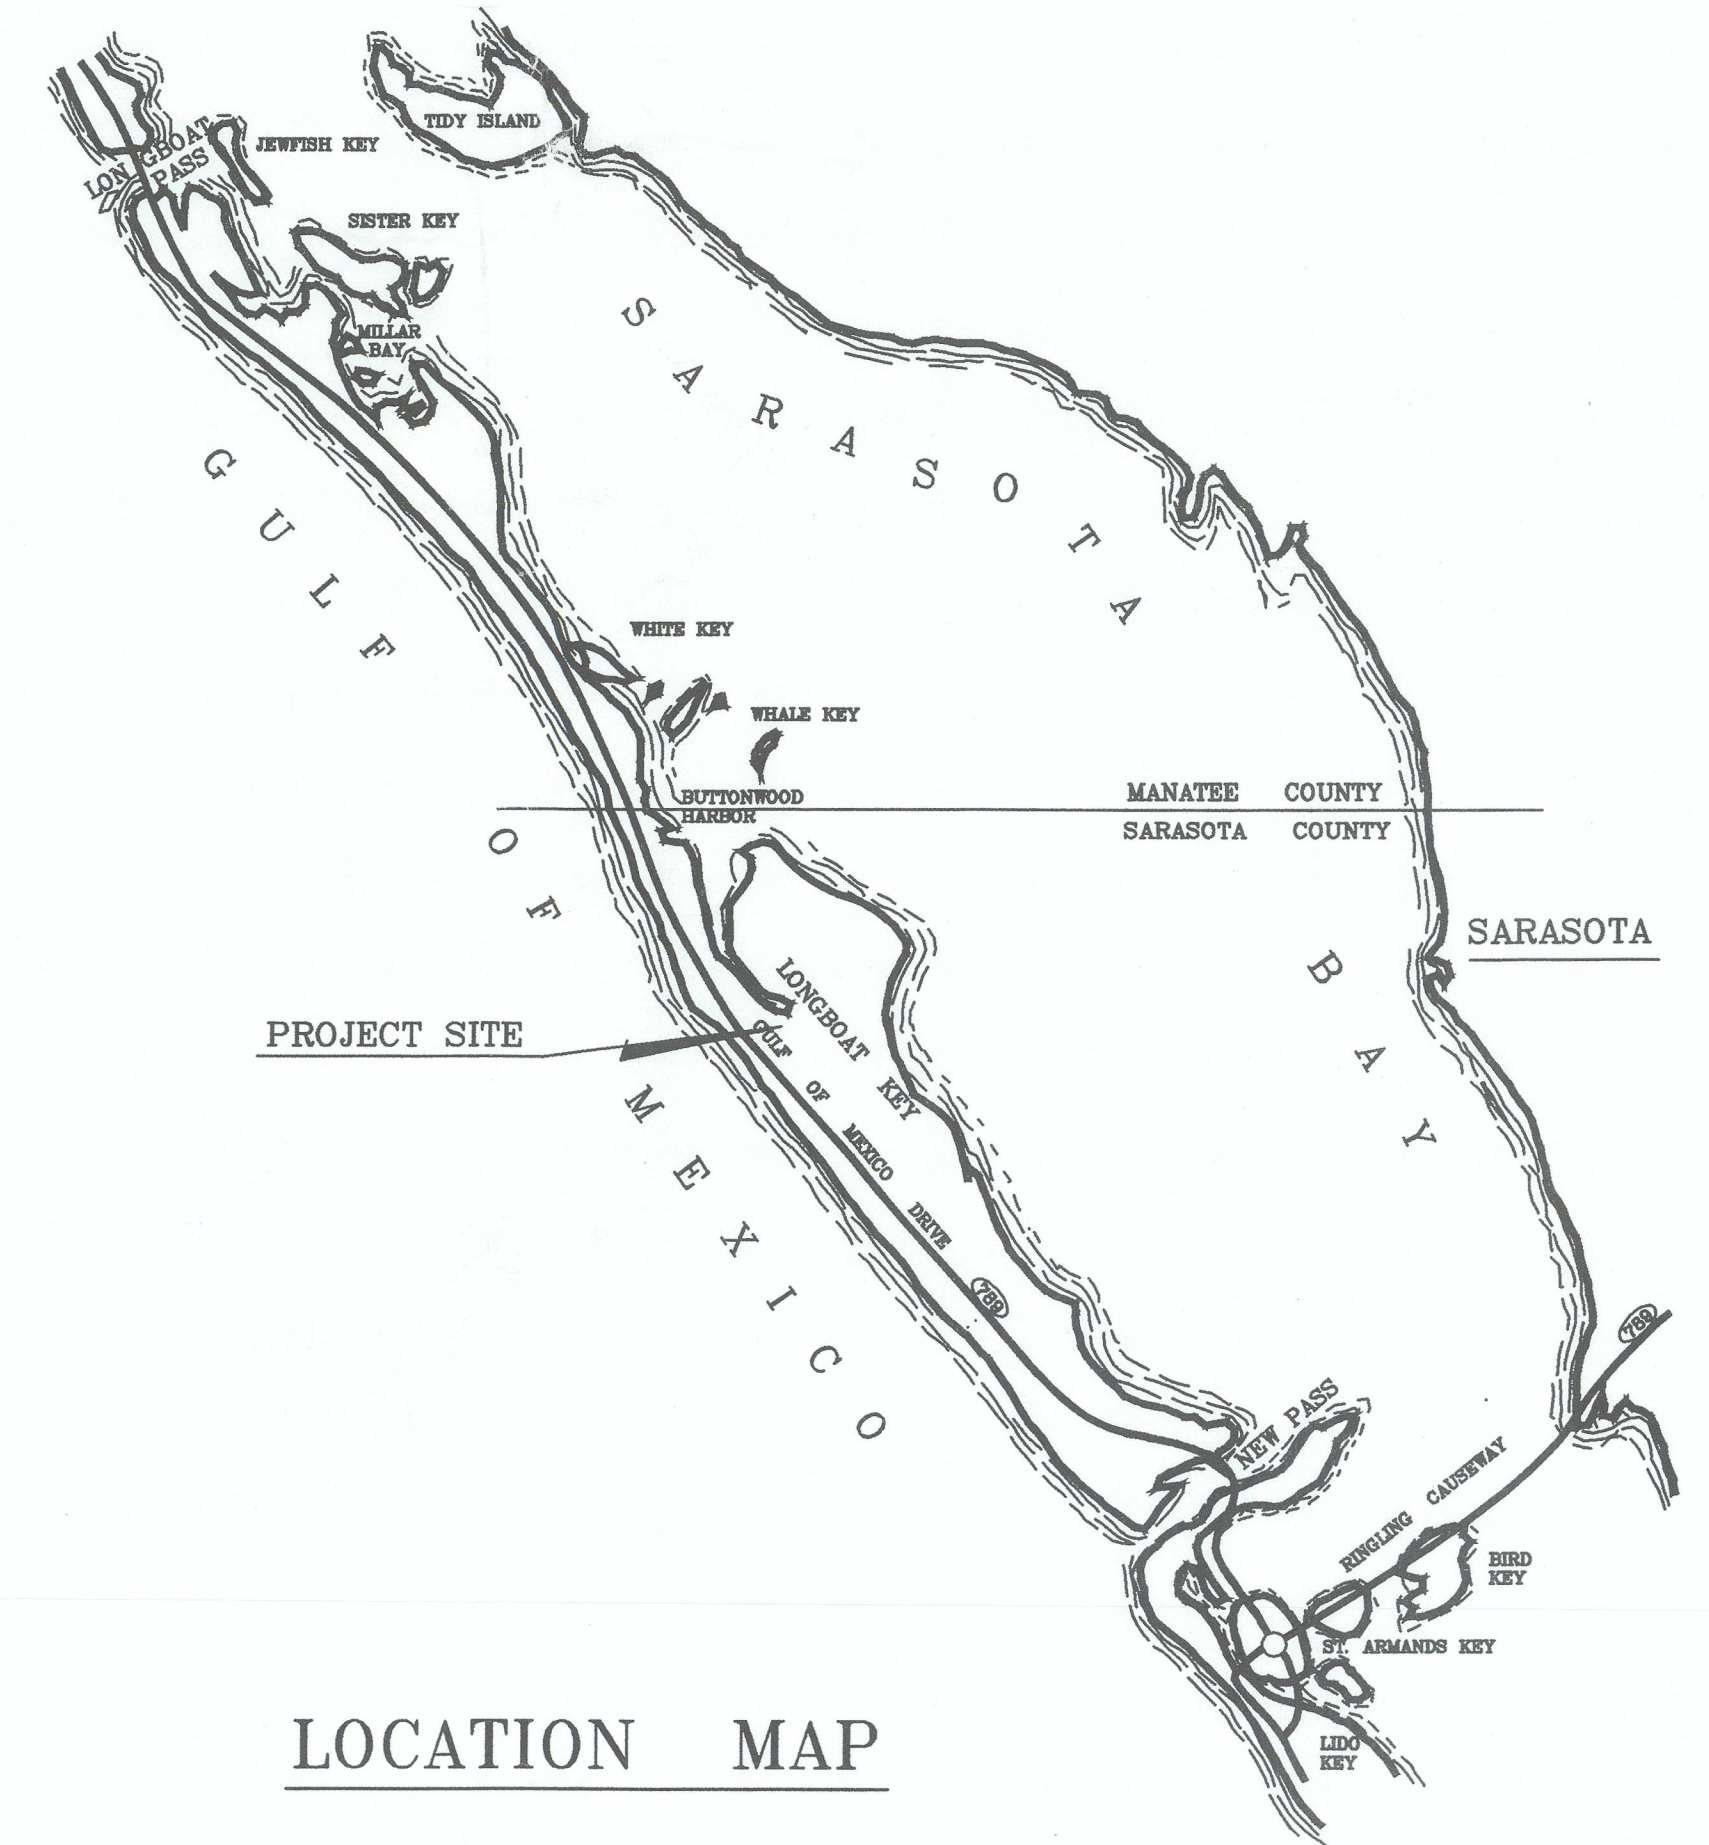 TIDY ISLAND
LONGBOAT
PASS
JEWFISH KEY
SISTER KEY
MILLAR
BAY
SARASOTA
BAY
GULF
OF
MEXICO
WHITE KEY
WHALE KEY
BUTTONWOOD
HARBOR
MANATEE COUNTY
SARASOTA COUNTY
SARASOTA
PROJECT SITE
LONGBOAT KEY
GULF OF MEXICO DRIVE
789
789
NEW PASS
RINGLING CAUSEWAY
BIRD
KEY
ST. ARMANDS KEY
LIDO
KEY
LOCATION MAP